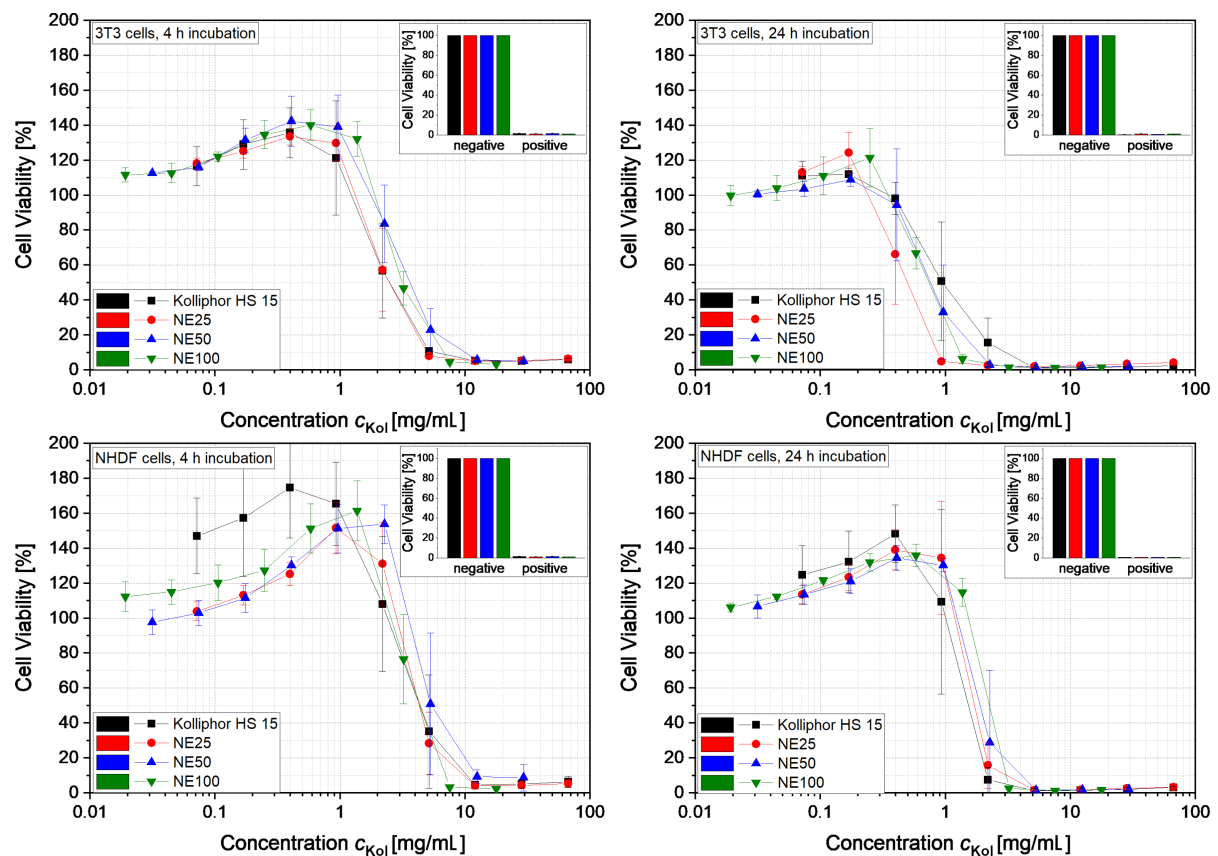 3T3 cells, 4 h incubation
Cell Viability [%]
100
80
60
40
20
0
negative positive
200
180
160
140
120
100
80
60
40
20
0
Cell Viability [%]
Kolliphor HS 15
NE25
NE50
NE100
0.01 0.1 1 10 100
Concentration cKol [mg/mL]
3T3 cells, 24 h incubation
Cell Viability [%]
100
80
60
40
20
0
negative positive
200
180
160
140
120
100
80
60
40
20
0
Cell Viability [%]
Kolliphor HS 15
NE25
NE50
NE100
0.01 0.1 1 10 100
Concentration cKol [mg/mL]
NHDF cells, 4 h incubation
Cell Viability [%]
100
80
60
40
20
0
negative positive
200
180
160
140
120
100
80
60
40
20
0
Cell Viability [%]
Kolliphor HS 15
NE25
NE50
NE100
0.01 0.1 1 10 100
Concentration cKol [mg/mL]
NHDF cells, 24 h incubation
Cell Viability [%]
100
80
60
40
20
0
negative positive
200
180
160
140
120
100
80
60
40
20
0
Cell Viability [%]
Kolliphor HS 15
NE25
NE50
NE100
0.01 0.1 1 10 100
Concentration cKol [mg/mL]